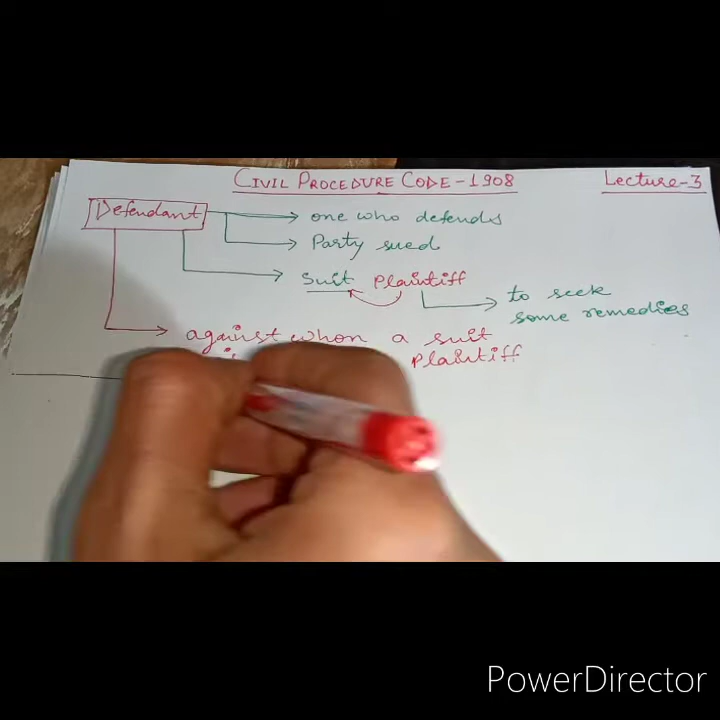 CIVIL PROCEDURE CODE-1908
Lecture-3
Defendant
one who defends
Party sued
Suit Plaintiff
to seek
some remedies
against whom a suit
Plaintiff
PowerDirector